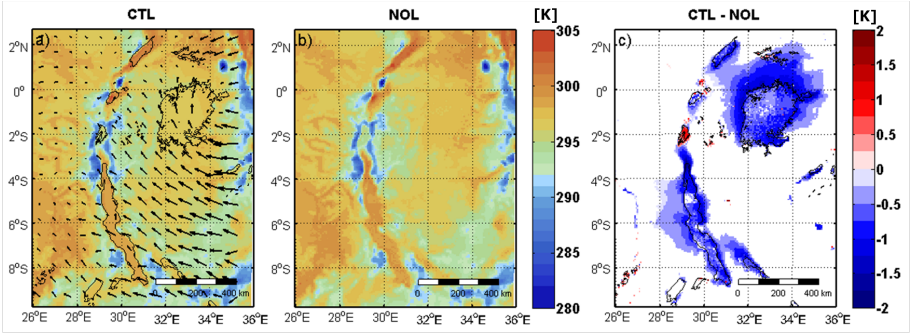 CTL
NOL
[K]
CTL - NOL
[K]
a)
b)
c)
2°N
0°
2°S
4°S
6°S
8°S
26°E
28°E
30°E
32°E
34°E
36°E
0
200
400
km
2°N
0°
2°S
4°S
6°S
8°S
26°E
28°E
30°E
32°E
34°E
36°E
0
200
400
km
305
300
295
290
285
280
2°N
0°
2°S
4°S
6°S
8°S
26°E
28°E
30°E
32°E
34°E
36°E
0
200
400
km
2
1.5
1
0.5
0
-0.5
-1
-1.5
-2